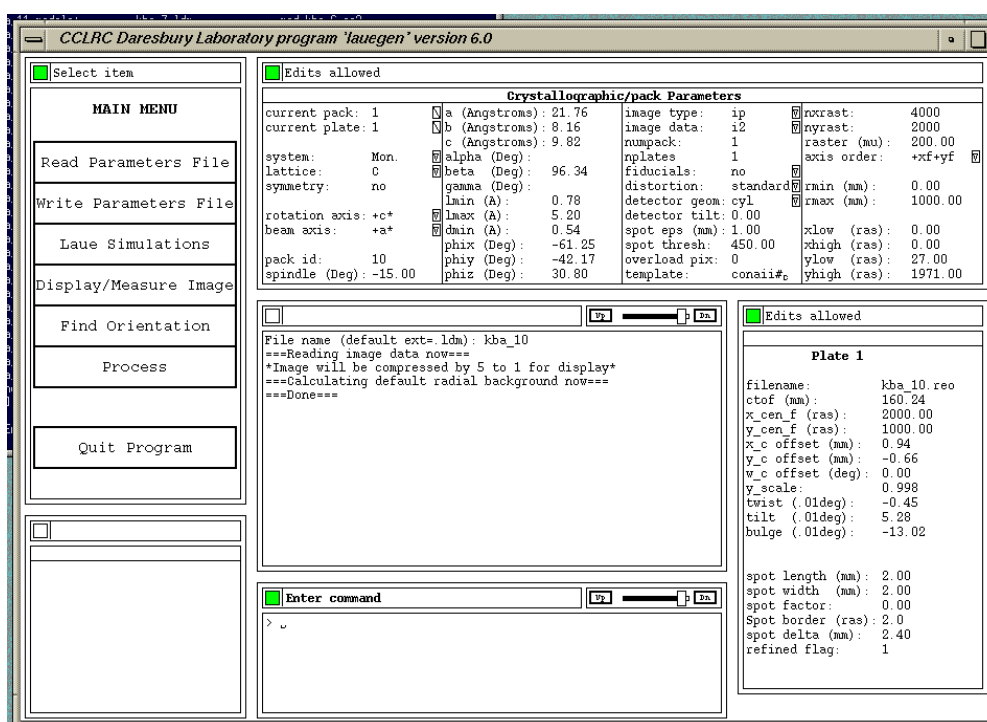 CCLRC Daresbury Laboratory program 'lauegen' version 6.0
Select item
MAIN MENU
Read Parameters File
Write Parameters File
Laue Simulations
Display/Measure Image
Find Orientation
Process
Quit Program
Edits allowed
Crystallographic/pack Parameters
current pack: 1 a (Angstroms): 21.76 image type: ip nxrast: 4000
current plate: 1 b (Angstroms): 8.16 image data: i2 nyrast: 2000
c (Angstroms): 9.82 numpack: 1 raster (mu): 200.00
system: Mon. alpha (Deg): nplates 1 axis order: +xf+yf
lattice: C beta (Deg): 96.34 fiducials: no
symmetry: no gamma (Deg): distortion: standard rmin (mm): 0.00
lmin (A): 0.78 detector geom: cyl rmax (mm): 1000.00
rotation axis: +c* lmax (A): 5.20 detector tilt: 0.00
beam axis: +a* dmin (A): 0.54 spot eps (mm): 1.00 xlow (ras): 0.00
phix (Deg): -61.25 spot thresh: 450.00 xhigh (ras): 0.00
pack id: 10 phiy (Deg): -42.17 overload pix: 0 ylow (ras): 27.00
spindle (Deg): -15.00 phiz (Deg): 30.80 template: conaii# yhigh (ras): 1971.00
Up Dn
File name (default ext=.ldm): kba_10
===Reading image data now===
*Image will be compressed by 5 to 1 for display*
===Calculating default radial background now===
===Done===
Enter command
Up Dn
>
Edits allowed
Plate 1
filename: kba_10.reo
ctof (mm): 160.24
x_cen_f (ras): 2000.00
y_cen_f (ras): 1000.00
x_c offset (mm): 0.94
y_c offset (mm): -0.66
w_c offset (deg): 0.00
y_scale: 0.998
twist (.01deg): -0.45
tilt (.01deg): 5.28
bulge (.01deg): -13.02
spot length (mm): 2.00
spot width (mm): 2.00
spot factor: 0.00
Spot border (ras): 2.0
spot delta (mm): 2.40
refined flag: 1